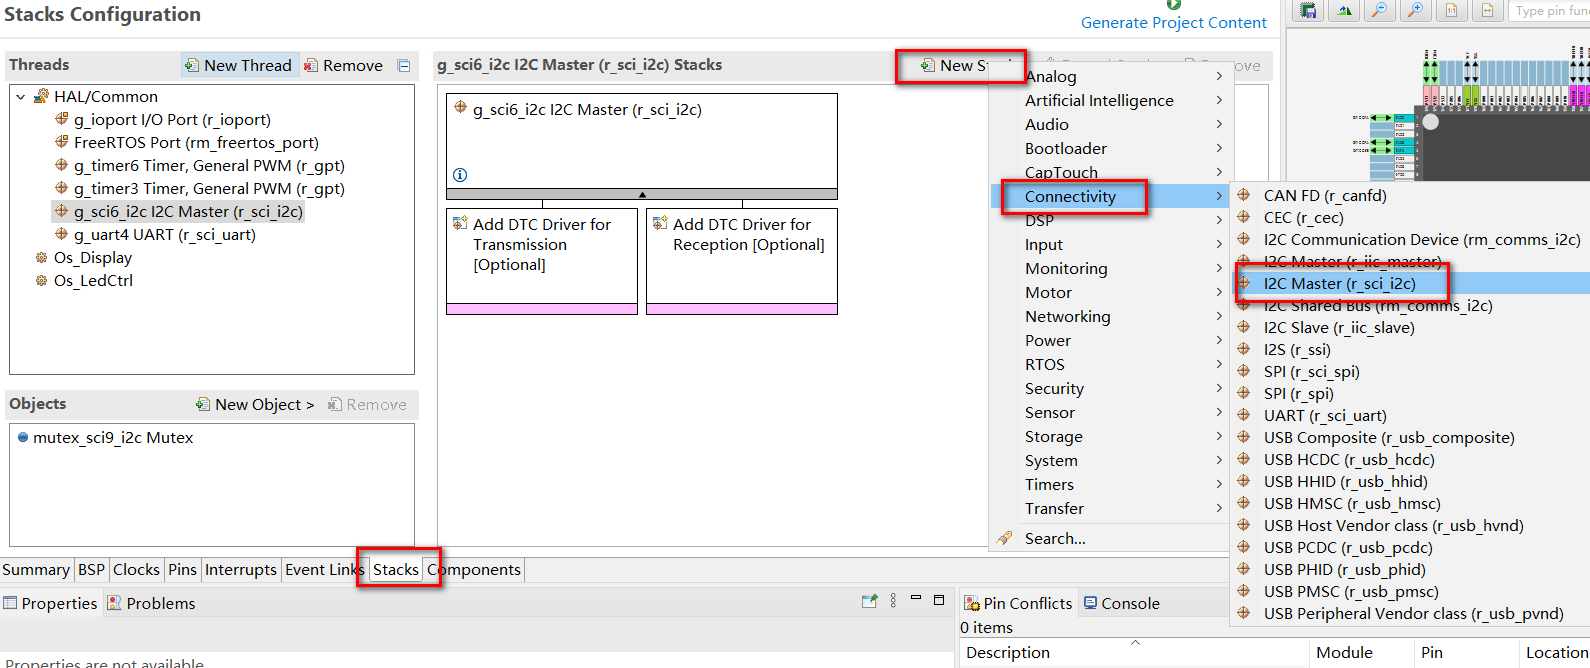 Stacks Configuration
Generate Project Content
Type pin fun
Threads
New Thread
Remove
HAL/Common
g_ioport I/O Port (r_ioport)
FreeRTOS Port (rm_freertos_port)
g_timer6 Timer, General PWM (r_gpt)
g_timer3 Timer, General PWM (r_gpt)
g_sci6_i2c I2C Master (r_sci_i2c)
g_uart4 UART (r_sci_uart)
Os_Display
Os_LedCtrl
Objects
New Object >
Remove
mutex_sci9_i2c Mutex
g_sci6_i2c I2C Master (r_sci_i2c) Stacks
New St
ove
g_sci6_i2c I2C Master (r_sci_i2c)
Add DTC Driver for
Transmission
[Optional]
Add DTC Driver for
Reception [Optional]
Analog
Artificial Intelligence
Audio
Bootloader
CapTouch
Connectivity
DSP
Input
Monitoring
Motor
Networking
Power
RTOS
Security
Sensor
Storage
System
Timers
Transfer
Search...
CAN FD (r_canfd)
CEC (r_cec)
I2C Communication Device (rm_comms_i2c)
I2C Master (r_iic_master)
I2C Master (r_sci_i2c)
I2C Shared Bus (rm_comms_i2c)
I2C Slave (r_iic_slave)
I2S (r_ssi)
SPI (r_sci_spi)
SPI (r_spi)
UART (r_sci_uart)
USB Composite (r_usb_composite)
USB HCDC (r_usb_hcdc)
USB HHID (r_usb_hhid)
USB HMSC (r_usb_hmsc)
USB Host Vendor class (r_usb_hvnd)
USB PCDC (r_usb_pcdc)
USB PHID (r_usb_phid)
USB PMSC (r_usb_pmsc)
USB Peripheral Vendor class (r_usb_pvnd)
Summary BSP Clocks Pins Interrupts Event Links Stacks Components
Properties Problems
Properties are not available
Pin Conflicts Console
0 items
Description Module Pin Location